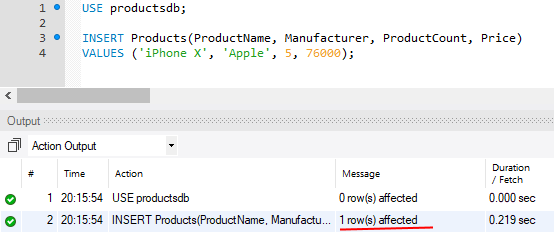 1 USE productsdb;
2
3 INSERT Products(ProductName, Manufacturer, ProductCount, Price)
4 VALUES ('iPhone X', 'Apple', 5, 76000);
Output
Action Output
# Time Action Message Duration / Fetch
1 20:15:54 USE productsdb 0 row(s) affected 0.000 sec
2 20:15:54 INSERT Products(ProductName, Manufactu... 1 row(s) affected 0.219 sec